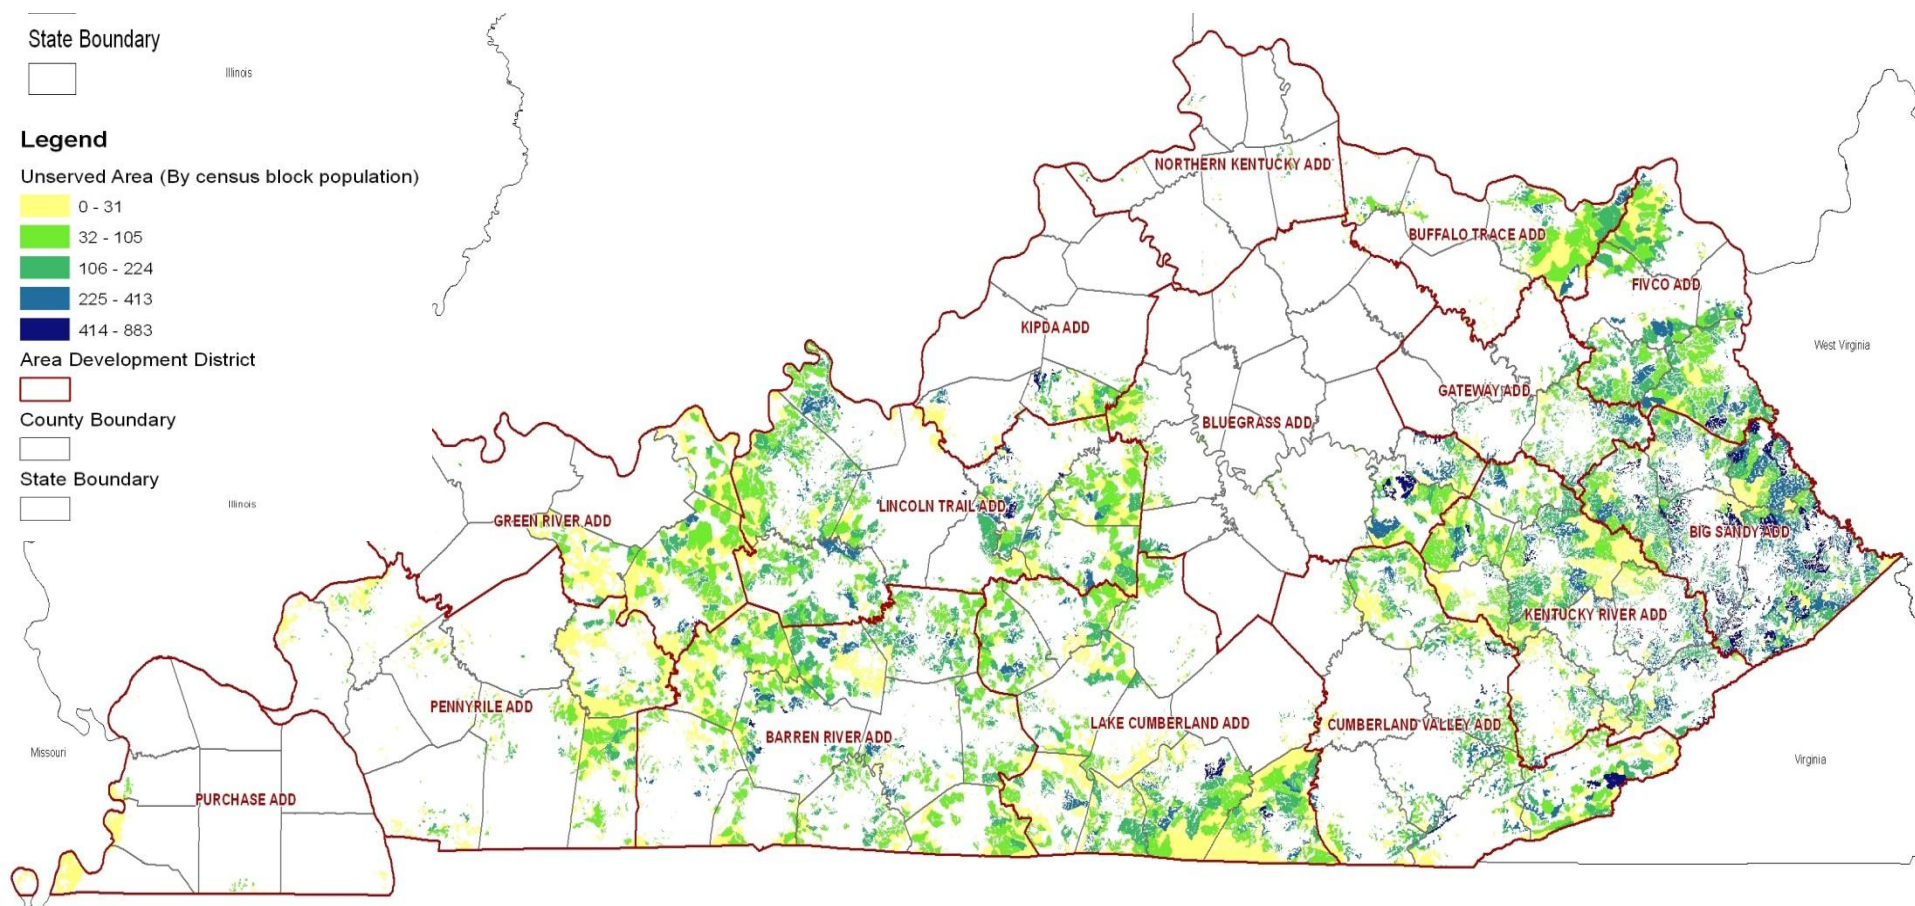 State Boundary
Illinois
Legend
Unserved Area (By census block population)
0 - 31
32 - 105
106 - 224
225 - 413
414 - 883
Area Development District
County Boundary
State Boundary
Illinois
NORTHERN KENTUCKY ADD
BUFFALO TRACE ADD
FIVCO ADD
KIPDA ADD
West Virginia
GATEWAY ADD
BLUEGRASS ADD
LINCOLN TRAIL ADD
GREEN RIVER ADD
BIG SANDY ADD
KENTUCKY RIVER ADD
PENNYRILE ADD
LAKE CUMBERLAND ADD
CUMBERLAND VALLEY ADD
BARREN RIVER ADD
Missouri
Virginia
PURCHASE ADD